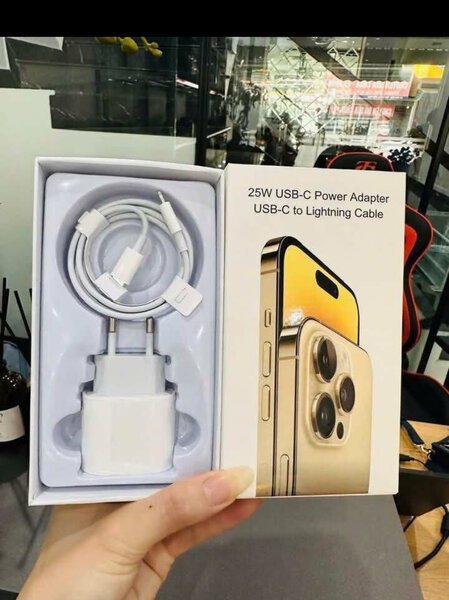 25W USB-C Power Adapter
USB-C to Lightning Cable